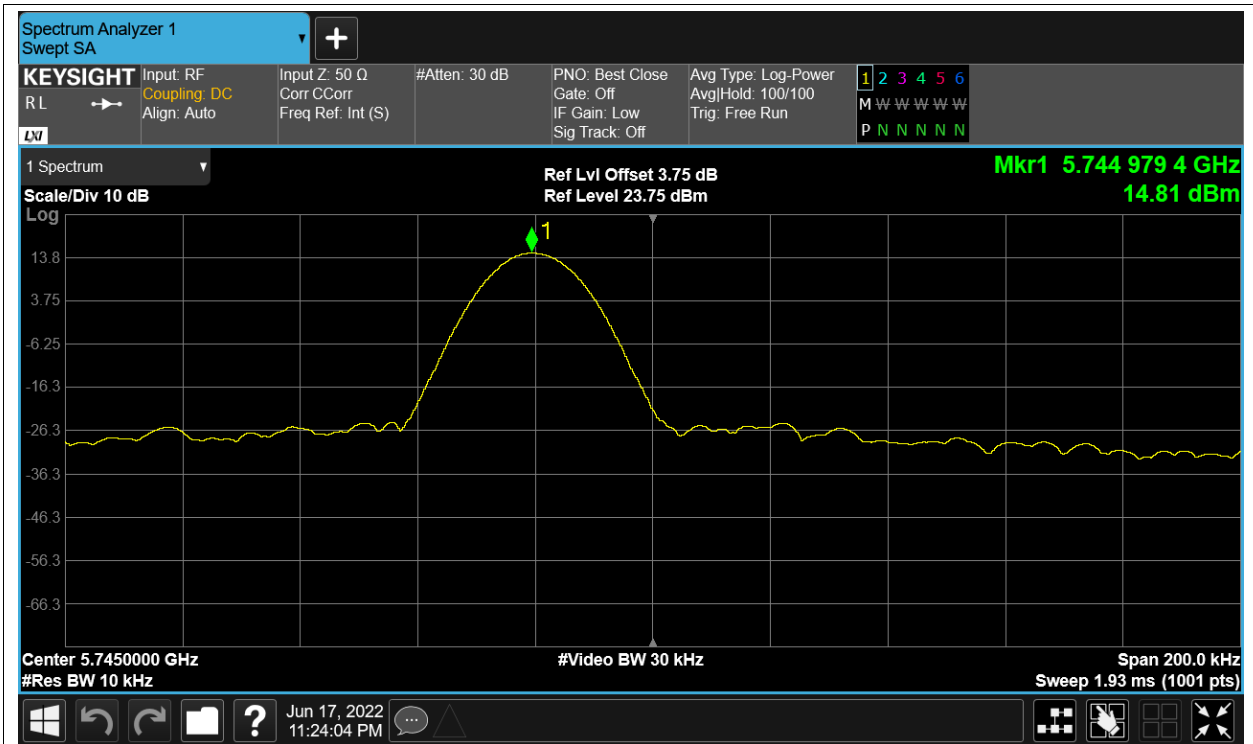 Spectrum Analyzer 1
Swept SA
KEYSIGHT
R L
LXI
Input: RF
Coupling: DC
Align: Auto
Input Z: 50 Ω
Corr CCorr
Freq Ref: Int (S)
#Atten: 30 dB
PNO: Best Close
Gate: Off
IF Gain: Low
Sig Track: Off
Avg Type: Log-Power
Avg|Hold: 100/100
Trig: Free Run
1 2 3 4 5 6
M W W W W W
P N N N N N
1 Spectrum
Scale/Div 10 dB
Ref Lvl Offset 3.75 dB
Ref Level 23.75 dBm
Mkr1 5.744 979 4 GHz
14.81 dBm
Log
1
13.8
3.75
-6.25
-16.3
-26.3
-36.3
-46.3
-56.3
-66.3
Center 5.7450000 GHz
#Res BW 10 kHz
#Video BW 30 kHz
Span 200.0 kHz
Sweep 1.93 ms (1001 pts)
?
Jun 17, 2022
11:24:04 PM